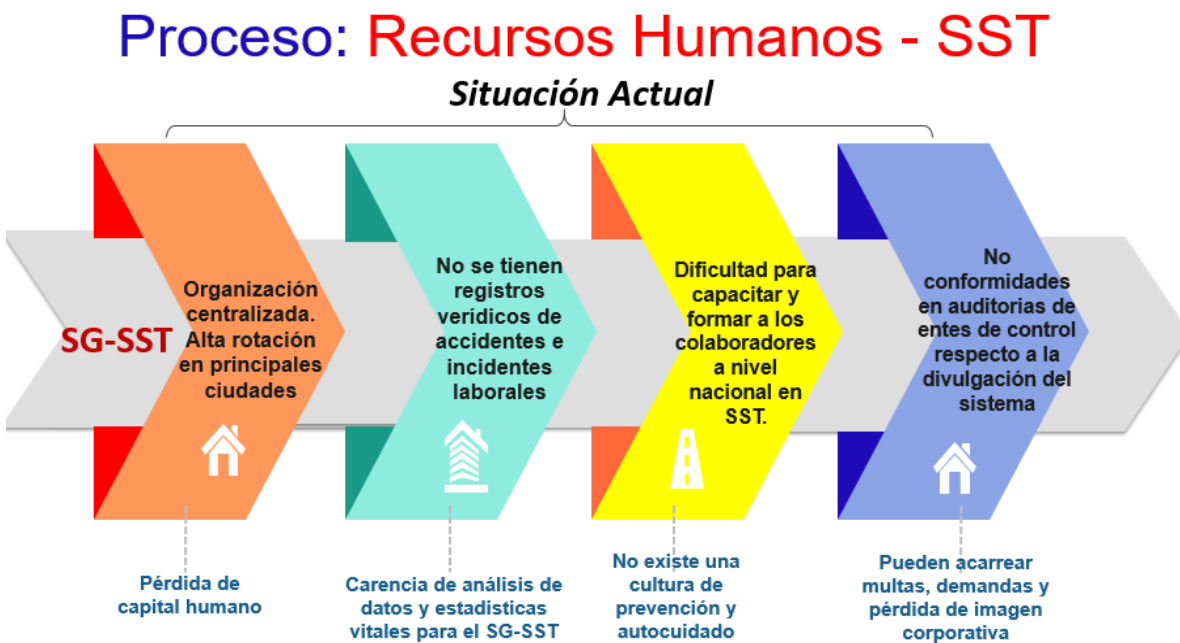 Proceso: Recursos Humanos - SST
Situación Actual
SG-SST
Organización
centralizada.
Alta rotación
en principales
ciudades
No se tienen
registros
verídicos de
accidentes e
incidentes
laborales
Dificultad para
capacitar y
formar a los
colaboradores
a nivel
nacional en
SST.
No
conformidades
en auditorias de
entes de control
respecto a la
divulgación del
sistema
Pérdida de
capital humano
Carencia de análisis de
datos y estadisticas
vitales para el SG-SST
No existe una
cultura de
prevención y
autocuidado
Pueden acarrear
multas, demandas y
pérdida de imagen
corporativa